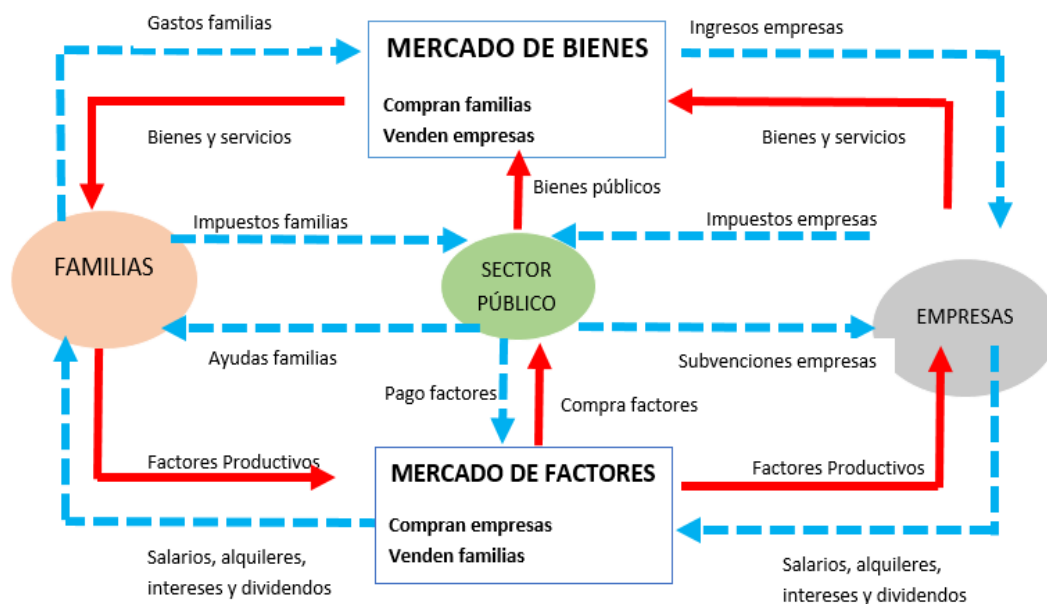 Gastos familias
MERCADO DE BIENES
Compran familias
Venden empresas
Ingresos empresas
Bienes y servicios
Bienes y servicios
Bienes públicos
Impuestos familias
Impuestos empresas
FAMILIAS
SECTOR
PÚBLICO
EMPRESAS
Ayudas familias
Subvenciones empresas
Pago factores
Compra factores
Factores Productivos
MERCADO DE FACTORES
Compran empresas
Venden familias
Factores Productivos
Salarios, alquileres,
intereses y dividendos
Salarios, alquileres,
intereses y dividendos